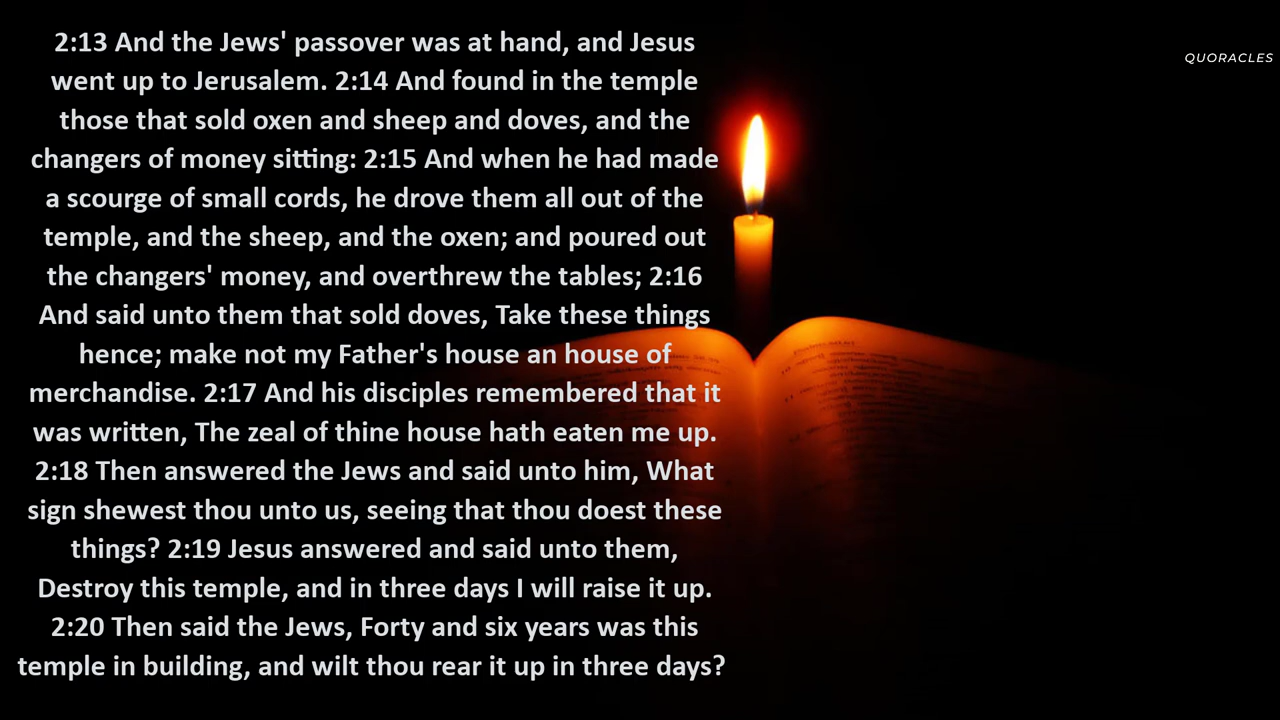 2:13 And the Jews' passover was at hand, and Jesus
went up to Jerusalem. 2:14 And found in the temple
those that sold oxen and sheep and doves, and the
changers of money sitting: 2:15 And when he had made
a scourge of small cords, he drove them all out of the
temple, and the sheep, and the oxen; and poured out
the changers' money, and overthrew the tables; 2:16
And said unto them that sold doves, Take these things
hence; make not my Father's house an house of
merchandise. 2:17 And his disciples remembered that it
was written, The zeal of thine house hath eaten me up.
2:18 Then answered the Jews and said unto him, What
sign shewest thou unto us, seeing that thou doest these
things? 2:19 Jesus answered and said unto them,
Destroy this temple, and in three days I will raise it up.
2:20 Then said the Jews, Forty and six years was this
temple in building, and wilt thou rear it up in three days?
QUORACLES